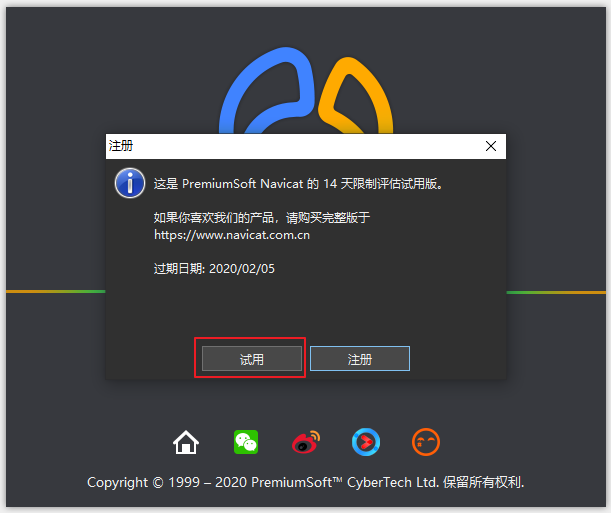 注册
这是 PremiumSoft Navicat 的 14 天限制评估试用版。
如果你喜欢我们的产品，请购买完整版于
https://www.navicat.com.cn
过期日期: 2020/02/05
试用
注册
Copyright © 1999 – 2020 PremiumSoft™ CyberTech Ltd. 保留所有权利.